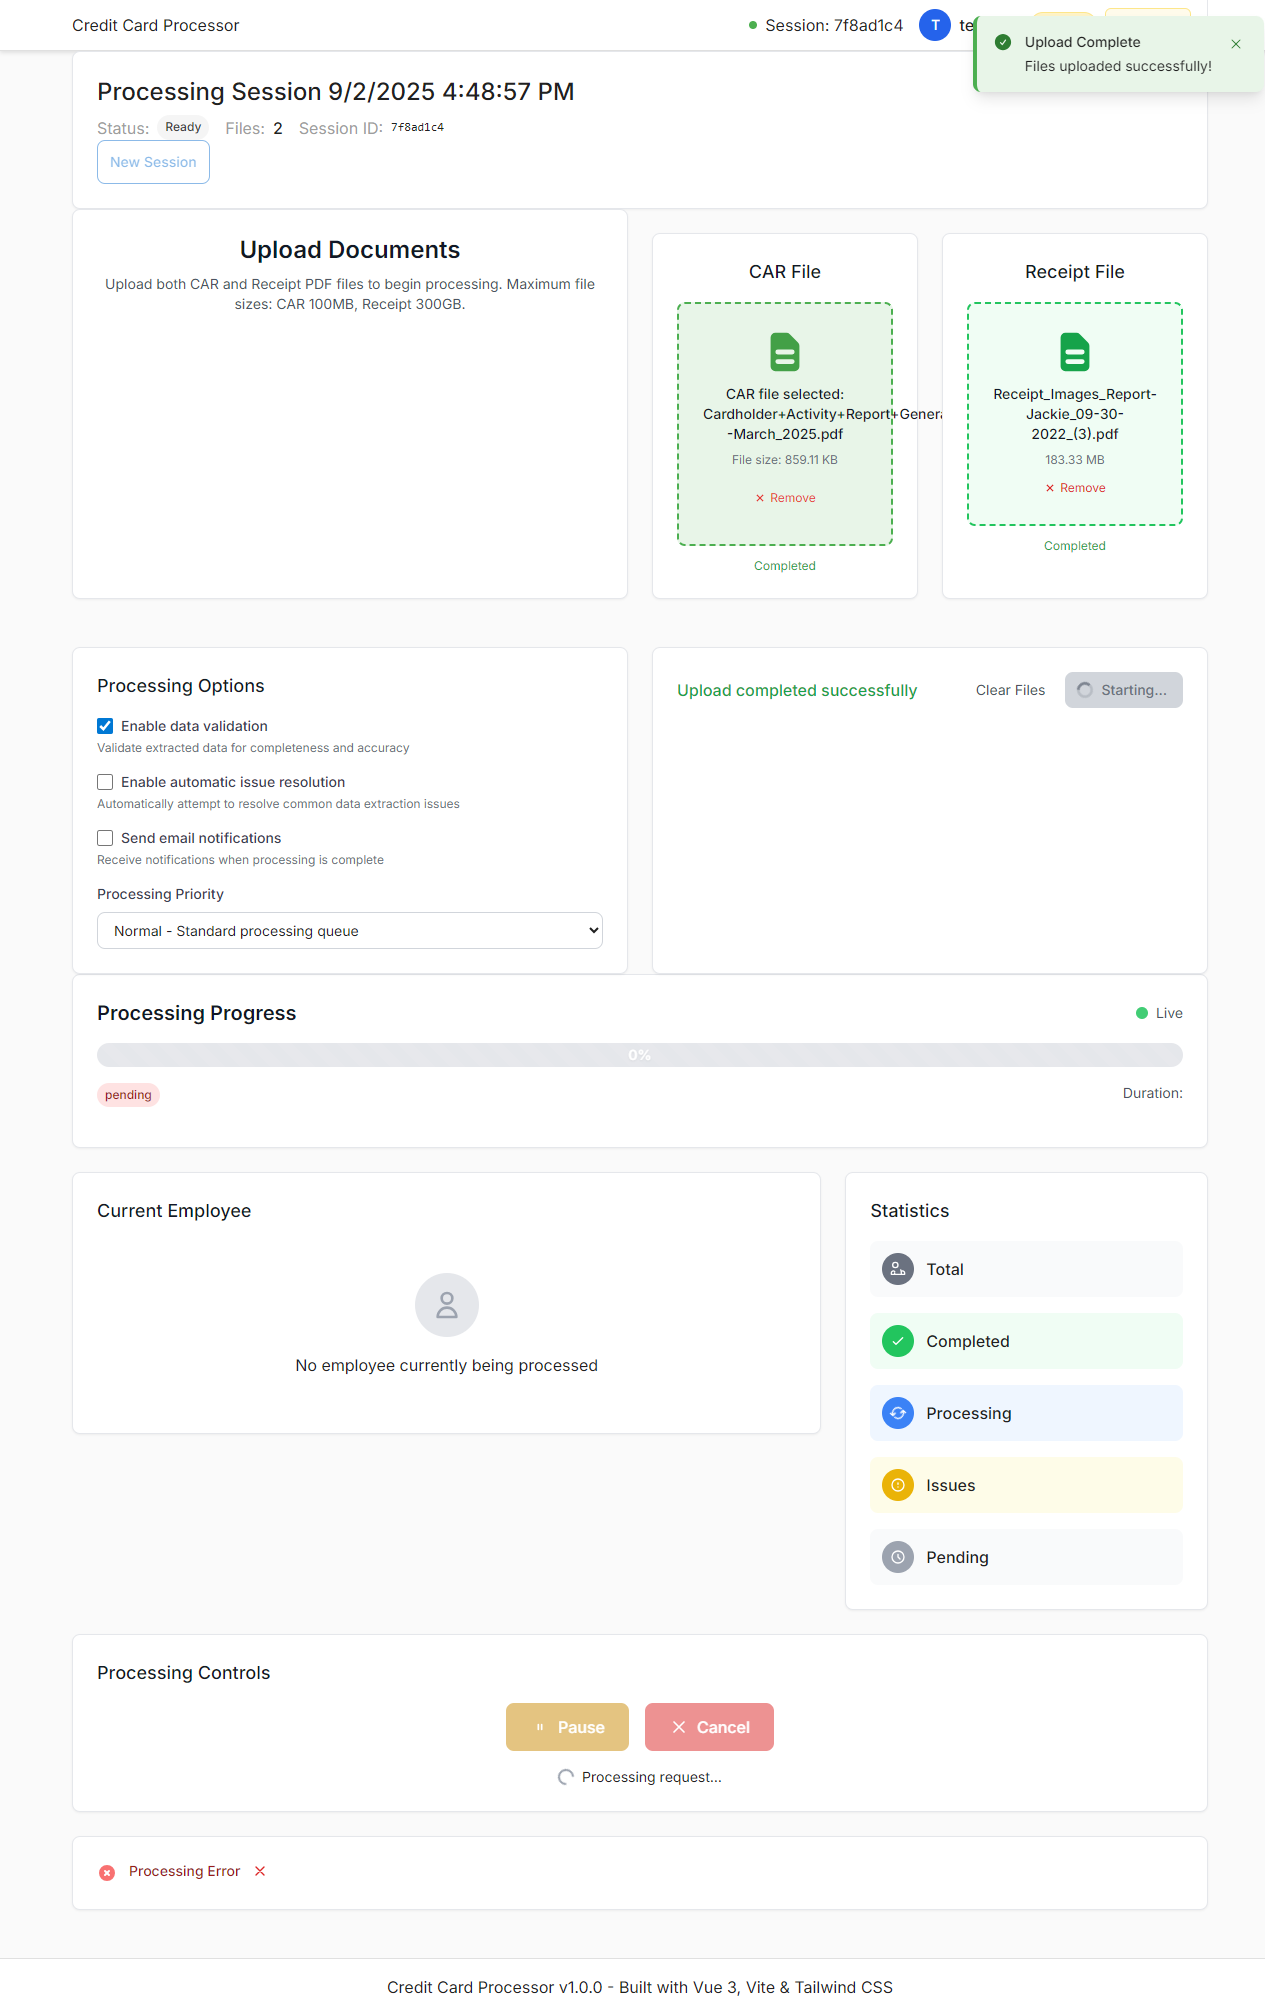 Credit Card Processor
Session: 7f8ad1c4
T
te
Upload Complete
Files uploaded successfully!
Processing Session 9/2/2025 4:48:57 PM
Status: Ready Files: 2 Session ID: 7f8ad1c4
New Session
Upload Documents
Upload both CAR and Receipt PDF files to begin processing. Maximum file
sizes: CAR 100MB, Receipt 300GB.
CAR File
CAR file selected:
Cardholder+Activity+Report+Genera
-March_2025.pdf
File size: 859.11 KB
Remove
Completed
Receipt File
Receipt_Images_Report-
Jackie_09-30-
2022_(3).pdf
183.33 MB
Remove
Completed
Processing Options
Enable data validation
Validate extracted data for completeness and accuracy
Enable automatic issue resolution
Automatically attempt to resolve common data extraction issues
Send email notifications
Receive notifications when processing is complete
Processing Priority
Normal - Standard processing queue
Upload completed successfully
Clear Files
Starting...
Processing Progress
Live
0%
pending
Duration:
Current Employee
No employee currently being processed
Statistics
Total
Completed
Processing
Issues
Pending
Processing Controls
Pause
Cancel
Processing request...
Processing Error
Credit Card Processor v1.0.0 - Built with Vue 3, Vite & Tailwind CSS